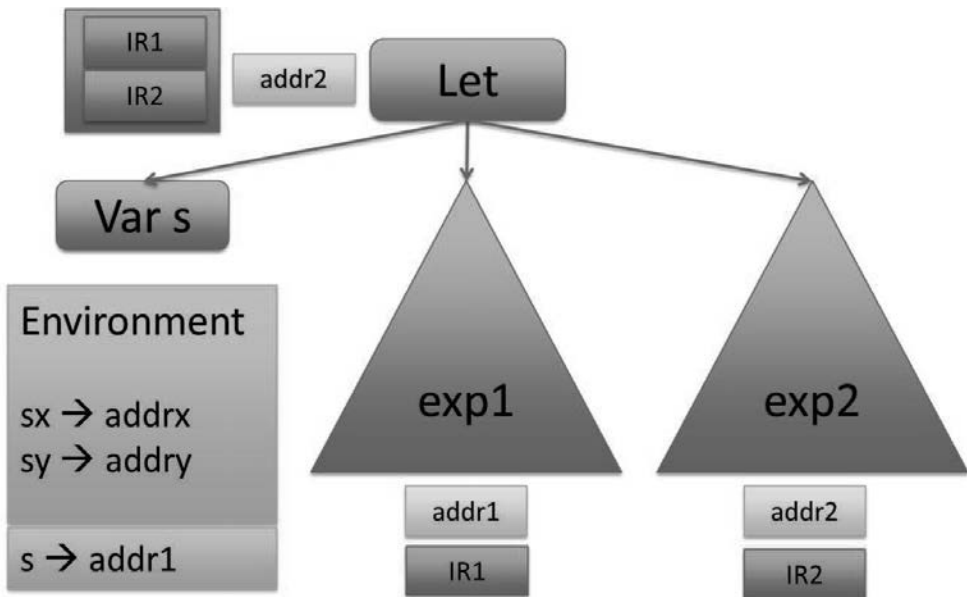 IR1
IR2
addr2
Let
Var s
Environment
sx → addrx
sy → addry
s → addr1
exp1
addr1
IR1
exp2
addr2
IR2